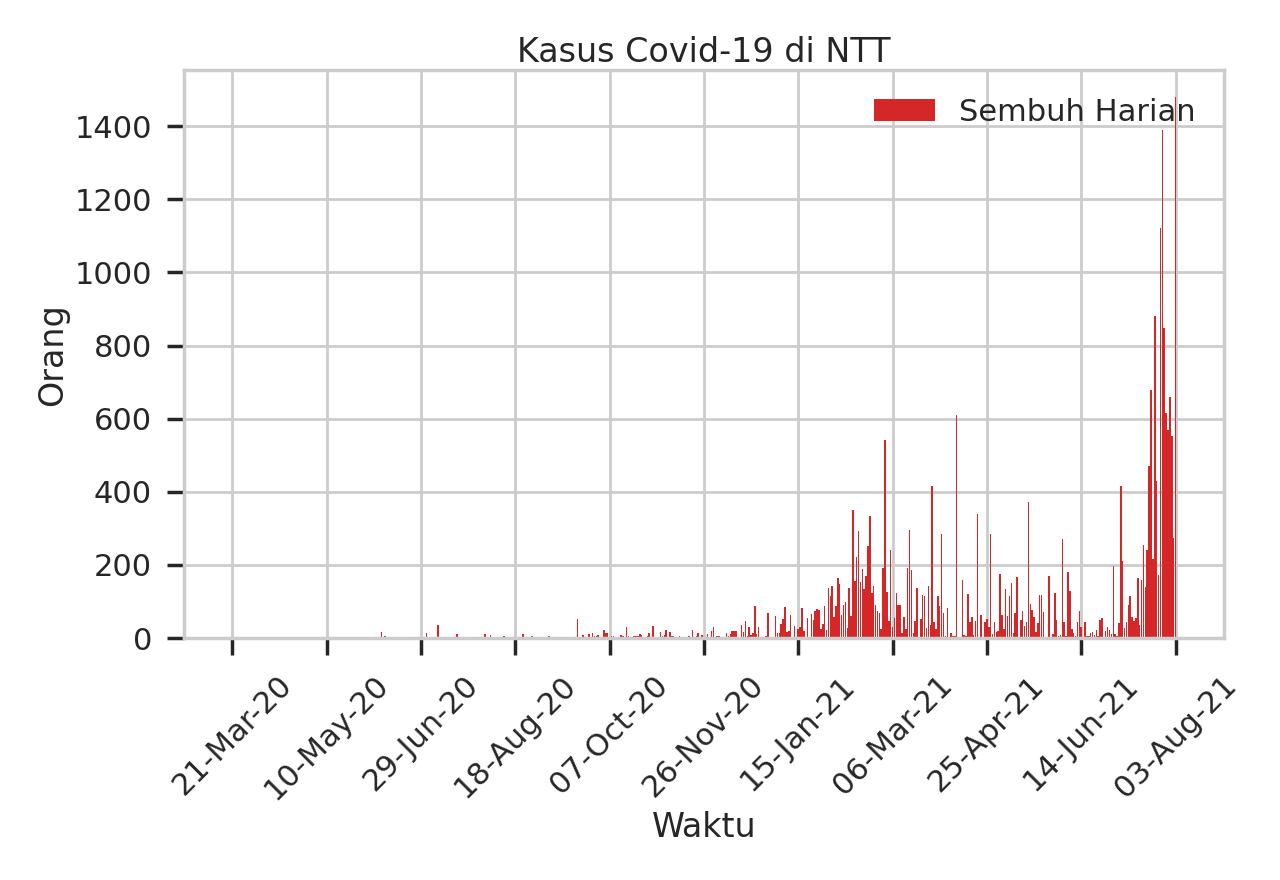 Kasus Covid-19 di NTT
Sembuh Harian
1400
1200
1000
800
600
400
200
0
Orang
21-Mar-20
10-May-20
29-Jun-20
18-Aug-20
07-Oct-20
26-Nov-20
15-Jan-21
06-Mar-21
25-Apr-21
14-Jun-21
03-Aug-21
Waktu